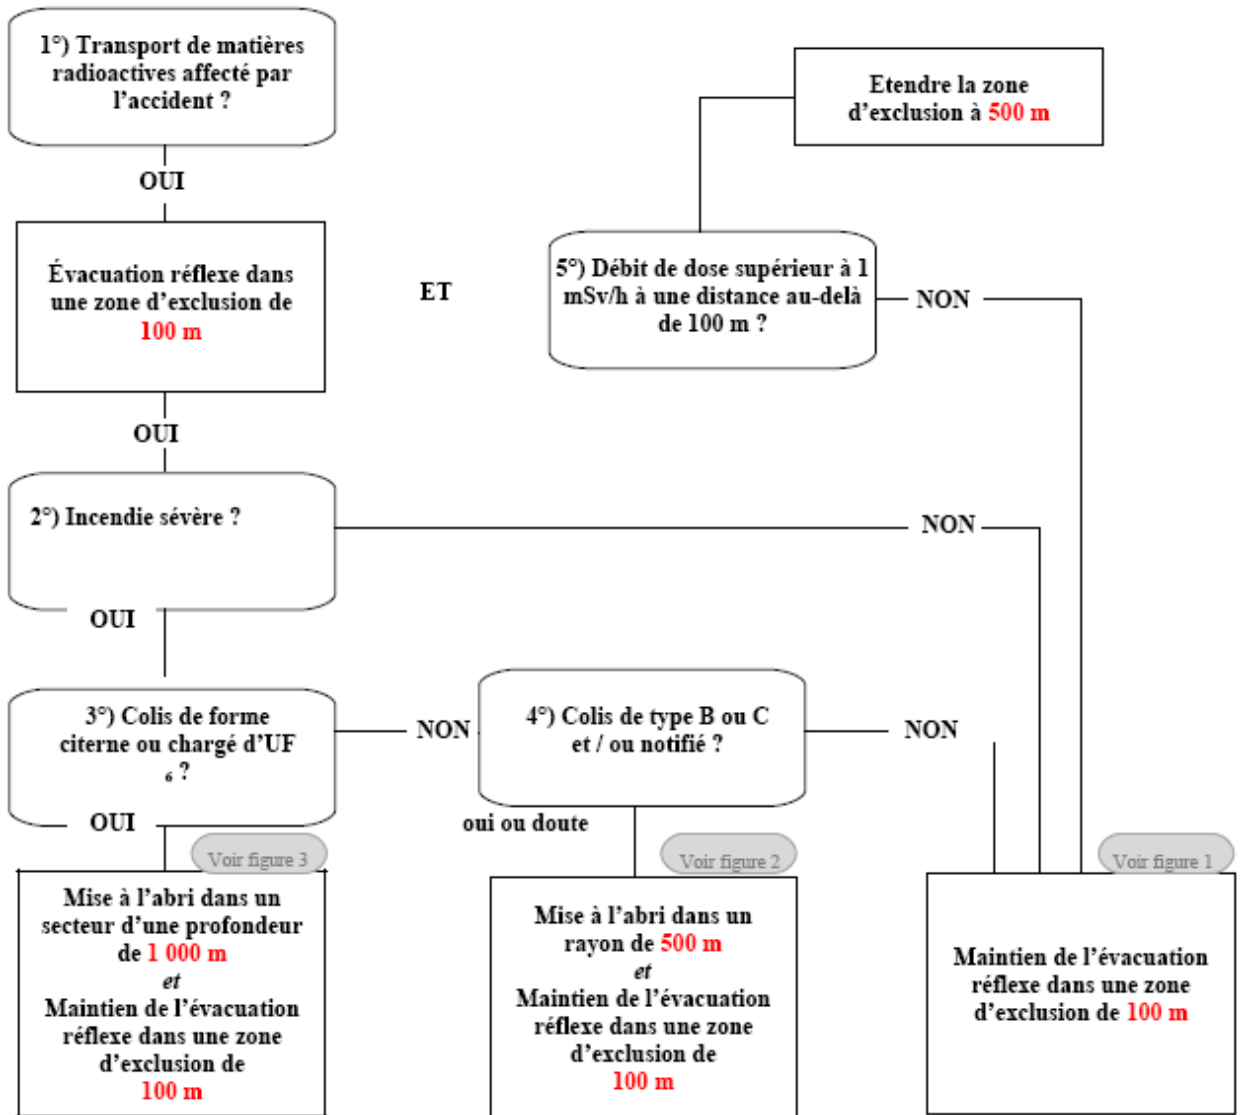 1°) Transport de matières
radioactives affecté par
l'accident ?
OUI
Évacuation réflexe dans
une zone d'exclusion de
100 m
ET
Etendre la zone
d'exclusion à 500 m
5°) Débit de dose supérieur à 1
mSv/h à une distance au-delà
de 100 m ?
NON
OUI
2°) Incendie sévère ?
NON
OUI
3°) Colis de forme
citerne ou chargé d'UF
6 ?
NON
4°) Colis de type B ou C
et / ou notifié ?
NON
OUI
oui ou doute
Voir figure 3
Mise à l'abri dans un
secteur d'une profondeur
de 1 000 m
et
Maintien de l'évacuation
réflexe dans une zone
d'exclusion de
100 m
Voir figure 2
Mise à l'abri dans un
rayon de 500 m
et
Maintien de l'évacuation
réflexe dans une zone
d'exclusion de
100 m
Voir figure 1
Maintien de l'évacuation
réflexe dans une zone
d'exclusion de 100 m